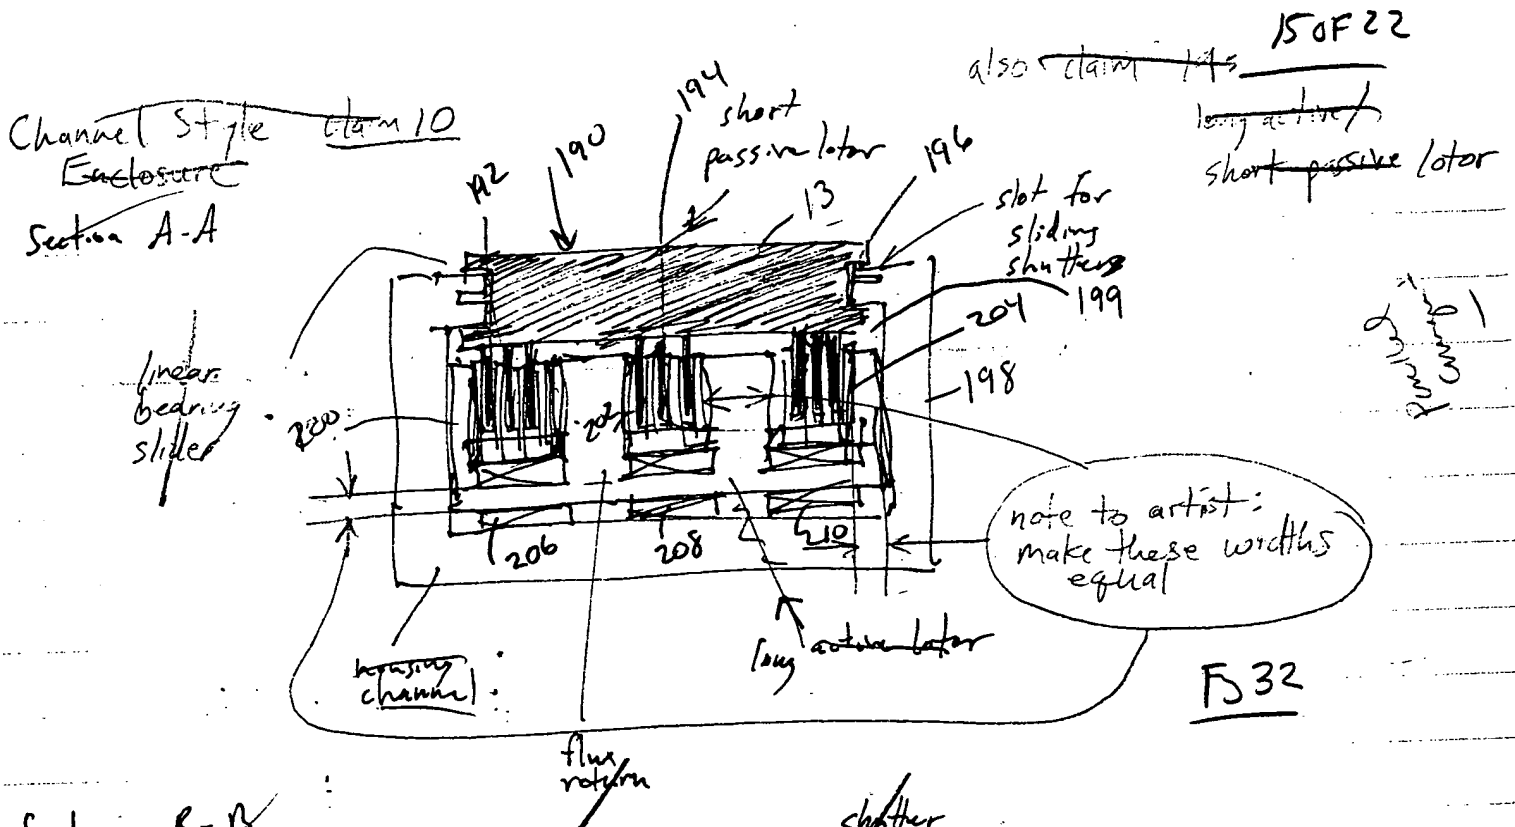 15 OF 22
also claim 19s
Channel Style claim 10
Enclosure
Section A-A
long active /
short passive lotor
194
short
passive lotor
190
192
196
13
slot for
sliding
shutters
199
204
198
linear
bearing
slider
200
202
206
208
210
note to artist:
make these widths
equal
housing
channel
long active lotor
flux
return
F 32
Section B-B
shutter